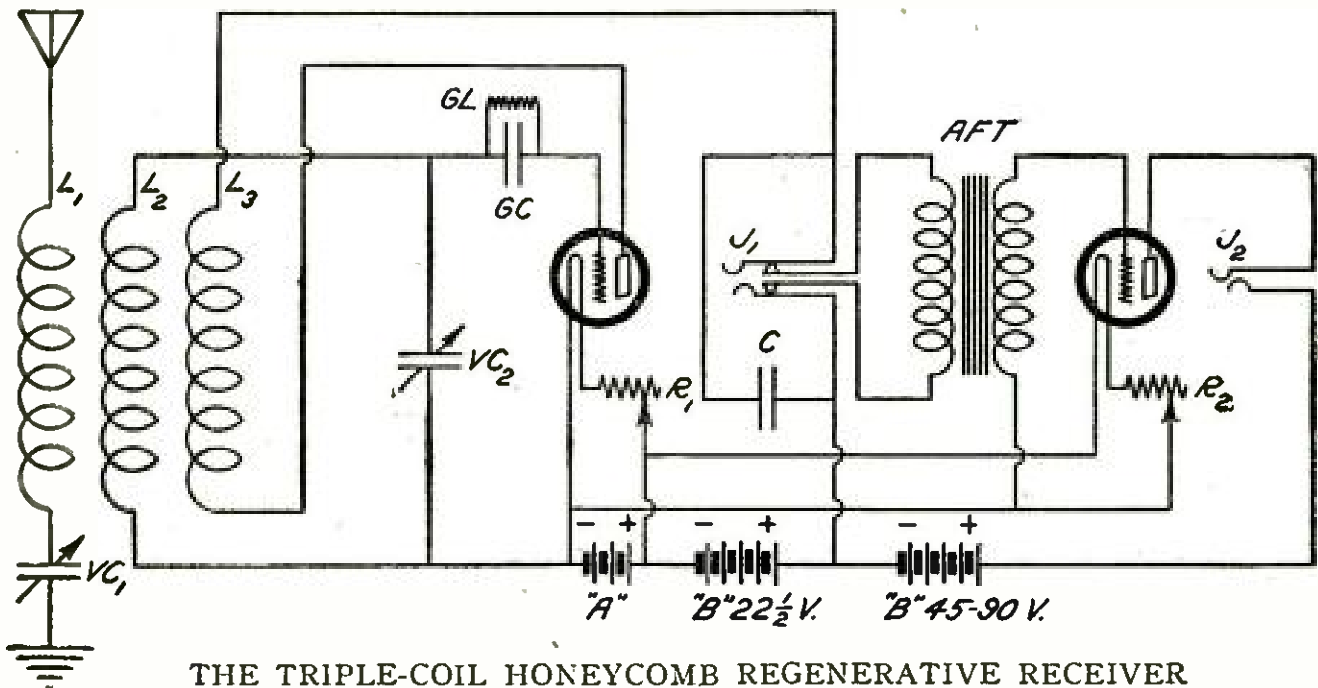 GL
AFT
L₁
L₂
L₃
GC
J₁
J₂
VC₂
C
R₁
R₂
- +
- +
- +
VC₁
"A"
"B" 22½ V.
"B" 45-90 V.
THE TRIPLE-COIL HONEYCOMB REGENERATIVE RECEIVER